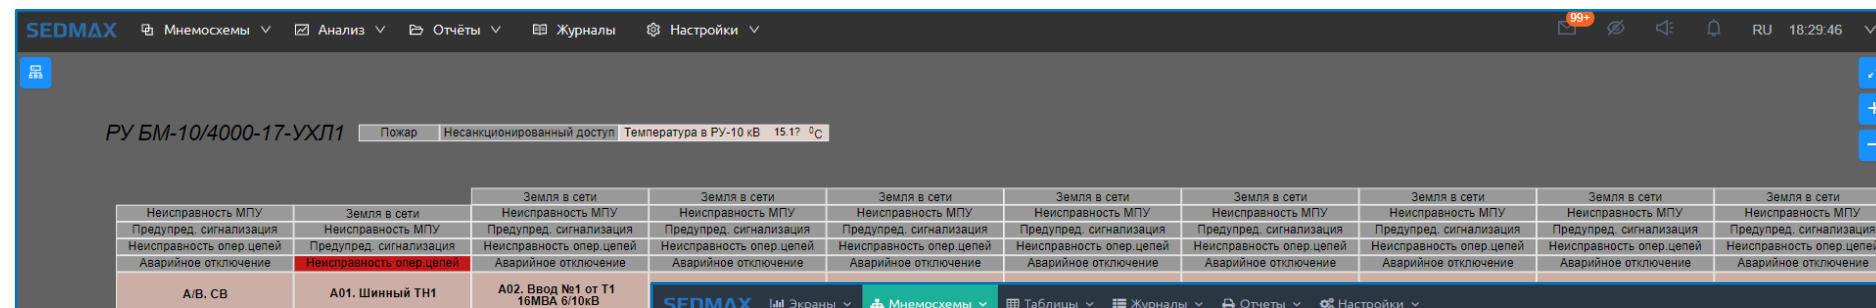 SEDMAX Мнемосхемы Анализ Отчёты Журналы Настройки 99+ RU 18:29:46
РУ БМ-10/4000-17-УХЛ1 Пожар Несанкционированный доступ Температура в РУ-10 кВ 15.1? ⁰С
Земля в сети Земля в сети Земля в сети Земля в сети Земля в сети Земля в сети Земля в сети Земля в сети
Неисправность МПУ Земля в сети Неисправность МПУ Неисправность МПУ Неисправность МПУ Неисправность МПУ Неисправность МПУ Неисправность МПУ Неисправность МПУ Неисправность МПУ
Предупред. сигнализация Неисправность МПУ Предупред. сигнализация Предупред. сигнализация Предупред. сигнализация Предупред. сигнализация Предупред. сигнализация Предупред. сигнализация Предупред. сигнализация Предупред. сигнализация
Неисправность опер.цепей Предупред. сигнализация Неисправность опер.цепей Неисправность опер.цепей Неисправность опер.цепей Неисправность опер.цепей Неисправность опер.цепей Неисправность опер.цепей Неисправность опер.цепей Неисправность опер.цепей
Аварийное отключение Неисправность опер.цепей Аварийное отключение Аварийное отключение Аварийное отключение Аварийное отключение Аварийное отключение Аварийное отключение Аварийное отключение Аварийное отключение
А/В. СВ А01. Шинный ТН1 А02. Ввод №1 от Т1
16МВА 6/10кВ
SEDMAX Экраны Мнемосхемы Таблицы Журналы Отчеты Настройки